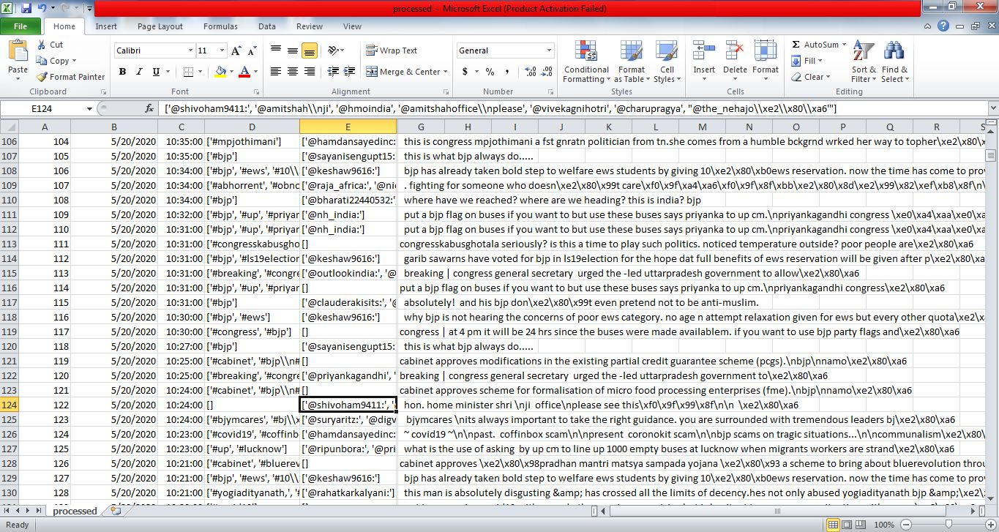 processed - Microsoft Excel (Product Activation Failed)
File Home Insert Page Layout Formulas Data Review View
Paste Cut Copy Format Painter
Calibri 11 Wrap Text General Conditional Formatting Format as Table Cell Styles Insert Delete Format AutoSum Fill Clear Sort & Filter Find & Select
B I U Merge & Center $ % ,
Clipboard Font Alignment Number Styles Cells Editing
E124 fx ['@shivoham9411:', '@amitshah\\nji', '@hmoindia', '@amitshahoffice\\nplease', '@vivekagnihotri', '@charupragya', "@the_nehajo\\xe2\\x80\\xa6'"]
A B C D E G H I J K L M N O P Q R S
106 104 5/20/2020 10:35:00 ['#mpjothimani'] ['@hamdansayedinc: this is congress mpjothimani a fst gnratn politician from tn.she comes from a humble bckgrnd wrked her way to topher\xe2\x80\
107 105 5/20/2020 10:35:00 ['#bjp'] ['@sayanisengupt15: this is what bjp always do.....
108 106 5/20/2020 10:34:00 ['#bjp', '#ews', '#10\\ ['@keshaw9616:'] bjp has already taken bold step to welfare ews students by giving 10\xe2\x80\xb0ews reservation. now the time has come to pro
109 107 5/20/2020 10:34:00 ['#abhorrent', '#obno ['@raja_africa:', '@ni . fighting for someone who doesn\xe2\x80\x99t care\xf0\x9f\xa4\xa6\xf0\x9f\x8f\xbb\xe2\x80\x8d\xe2\x99\x82\xef\xb8\x8f\n\
110 108 5/20/2020 10:34:00 ['#bjp'] ['@bharati22440532:' where have we reached? where are we heading? this is india? bjp
111 109 5/20/2020 10:32:00 ['#bjp', '#up', '#priyan ['@nh_india:'] put a bjp flag on buses if you want to but use these buses says priyanka to up cm.\npriyankagandhi congress \xe0\xa4\xaa\xe0\x
112 110 5/20/2020 10:31:00 ['#bjp', '#up', '#priyan ['@nh_india:'] put a bjp flag on buses if you want to but use these buses says priyanka to up cm.\npriyankagandhi congress \xe0\xa4\xaa\xe0\x
113 111 5/20/2020 10:31:00 ['#congresskabusgho [] congresskabusghotala seriously? is this a time to play such politics. noticed temperature outside? poor people are\xe2\x80\xa6
114 112 5/20/2020 10:31:00 ['#bjp', '#ls19election ['@keshaw9616:'] garib sawarns have voted for bjp in ls19election for the hope dat full benefits of ews reservation will be given after p\xe2\x80\xa
115 113 5/20/2020 10:31:00 ['#breaking', '#congre ['@outlookindia:', '@ breaking | congress general secretary urged the -led uttarpradesh government to allow\xe2\x80\xa6
116 114 5/20/2020 10:31:00 ['#bjp', '#up', '#priyan [] put a bjp flag on buses if you want to but use these buses says priyanka to up cm.\npriyankagandhi congress\xe2\x80\xa6
117 115 5/20/2020 10:31:00 ['#bjp'] ['@clauderakisits:', '@ absolutely! and his bjp don\xe2\x80\x99t even pretend not to be anti-muslim.
118 116 5/20/2020 10:30:00 ['#bjp', '#ews'] ['@keshaw9616:'] why bjp is not hearing the concerns of poor ews category. no age n attempt relaxation given for ews but every other quota\xe2\x
119 117 5/20/2020 10:30:00 ['#congress', '#bjp'] [] congress | at 4 pm it will be 24 hrs since the buses were made availablem. if you want to use bjp party flags and\xe2\x80\xa6
120 118 5/20/2020 10:27:00 ['#bjp'] ['@sayanisengupt15: this is what bjp always do.....
121 119 5/20/2020 10:25:00 ['#cabinet', '#bjp\\n# [] cabinet approves modifications in the existing partial credit guarantee scheme (pcgs).\nbjp\nnamo\xe2\x80\xa6
122 120 5/20/2020 10:25:00 ['#breaking', '#congre ['@priyankagandhi', ' breaking | congress general secretary urged the -led uttarpradesh government to\xe2\x80\xa6
123 121 5/20/2020 10:24:00 ['#cabinet', '#bjp\\n# [] cabinet approves scheme for formalisation of micro food processing enterprises (fme).\nbjp\nnamo\xe2\x80\xa6
124 122 5/20/2020 10:24:00 [] ['@shivoham9411:', ' hon. home minister shri \nji office\nplease see this\xf0\x9f\x99\x8f\n\n \xe2\x80\xa6
125 123 5/20/2020 10:24:00 ['#bjymcares', '#bj\\x ['@suryaritz:', '@digv bjymcares \nits always important to take the right guidance. you are surrounded with tremendous leaders bj\xe2\x80\xa6
126 124 5/20/2020 10:23:00 ['#covid19', '#coffinb ['@hamdansayedinc: ~ covid19 ~\n\npast. coffinbox scam\n\npresent coronokit scam\n\nbjp scams on tragic situations...\n\ncommunalism\xe2\x80
127 125 5/20/2020 10:23:00 ['#up', '#lucknow'] ['@ripunbora:', '@pri what is the use of asking by up cm to line up 1000 empty buses at lucknow when migrants workers are strand\xe2\x80\xa6
128 126 5/20/2020 10:21:00 ['#cabinet', '#bluerev [] cabinet approves \xe2\x80\x98pradhan mantri matsya sampada yojana \xe2\x80\x93 a scheme to bring about bluerevolution throu
129 127 5/20/2020 10:21:00 ['#bjp', '#ews', '#10\\ ['@keshaw9616:'] bjp has already taken bold step to welfare ews students by giving 10\xe2\x80\xb0ews reservation. now the time has come to pro
130 128 5/20/2020 10:21:00 ['#yogiadityanath,', '# ['@rahatkarkalyani:'] this man is absolutely disgusting &amp; has crossed all the limits of decency.hes not only abused yogiadityanath bjp &amp;\xe2\
processed
Ready 100%